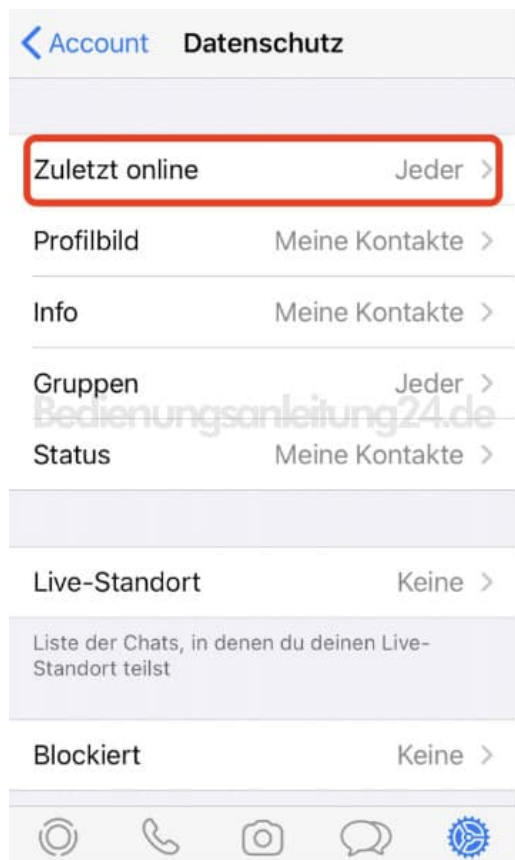 Account Datenschutz
Zuletzt online Jeder
Profilbild Meine Kontakte
Info Meine Kontakte
Gruppen Jeder
Bedienungsanleitung24.de
Status Meine Kontakte
Live-Standort Keine
Liste der Chats, in denen du deinen Live-
Standort teilst
Blockiert Keine